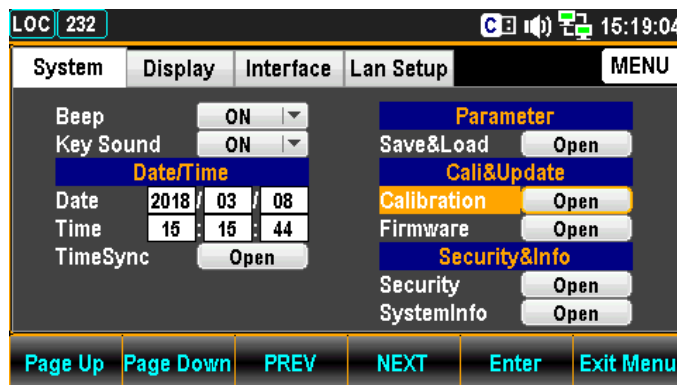 LOC 232 C 15:19:04
System Display Interface Lan Setup MENU
Beep ON
Key Sound ON
Date/Time
Date 2018 / 03 / 08
Time 15 : 15 : 44
TimeSync Open
Parameter
Save&Load Open
Cali&Update
Calibration Open
Firmware Open
Security&Info
Security Open
SystemInfo Open
Page Up Page Down PREV NEXT Enter Exit Menu